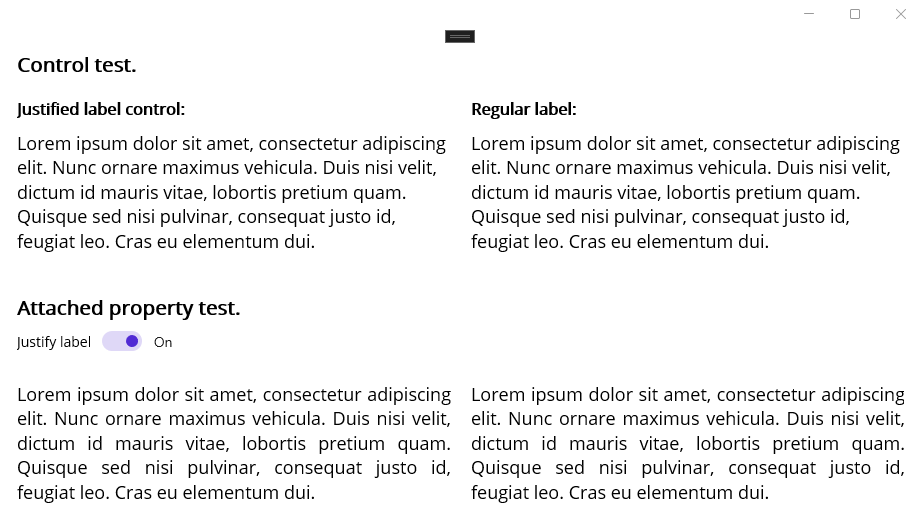 Control test.
Justified label control:
Lorem ipsum dolor sit amet, consectetur adipiscing
elit. Nunc ornare maximus vehicula. Duis nisi velit,
dictum id mauris vitae, lobortis pretium quam.
Quisque sed nisi pulvinar, consequat justo id,
feugiat leo. Cras eu elementum dui.
Regular label:
Lorem ipsum dolor sit amet, consectetur adipiscing
elit. Nunc ornare maximus vehicula. Duis nisi velit,
dictum id mauris vitae, lobortis pretium quam.
Quisque sed nisi pulvinar, consequat justo id,
feugiat leo. Cras eu elementum dui.
Attached property test.
Justify label On
Lorem ipsum dolor sit amet, consectetur adipiscing
elit. Nunc ornare maximus vehicula. Duis nisi velit,
dictum id mauris vitae, lobortis pretium quam.
Quisque sed nisi pulvinar, consequat justo id,
feugiat leo. Cras eu elementum dui.
Lorem ipsum dolor sit amet, consectetur adipiscing
elit. Nunc ornare maximus vehicula. Duis nisi velit,
dictum id mauris vitae, lobortis pretium quam.
Quisque sed nisi pulvinar, consequat justo id,
feugiat leo. Cras eu elementum dui.